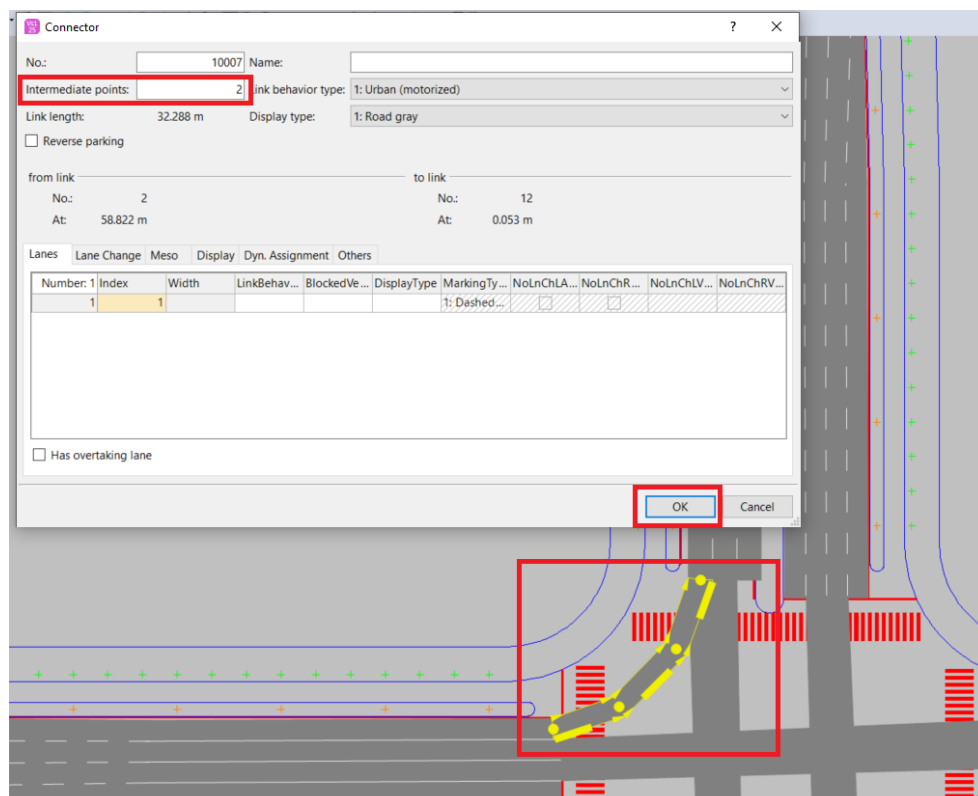 VIS
25
Connector
?
No.:
10007
Name:
Intermediate points:
2
Link behavior type:
1: Urban (motorized)
Link length:
32.288 m
Display type:
1: Road gray
Reverse parking
from link
to link
No.:
2
No.:
12
At:
58.822 m
At:
0.053 m
Lanes
Lane Change
Meso
Display
Dyn. Assignment
Others
Number: 1 Index Width LinkBehav... BlockedVe... DisplayType MarkingTy... NoLnChLA... NoLnChR... NoLnChLV... NoLnChRV...
1 1 1: Dashed...
Has overtaking lane
OK
Cancel